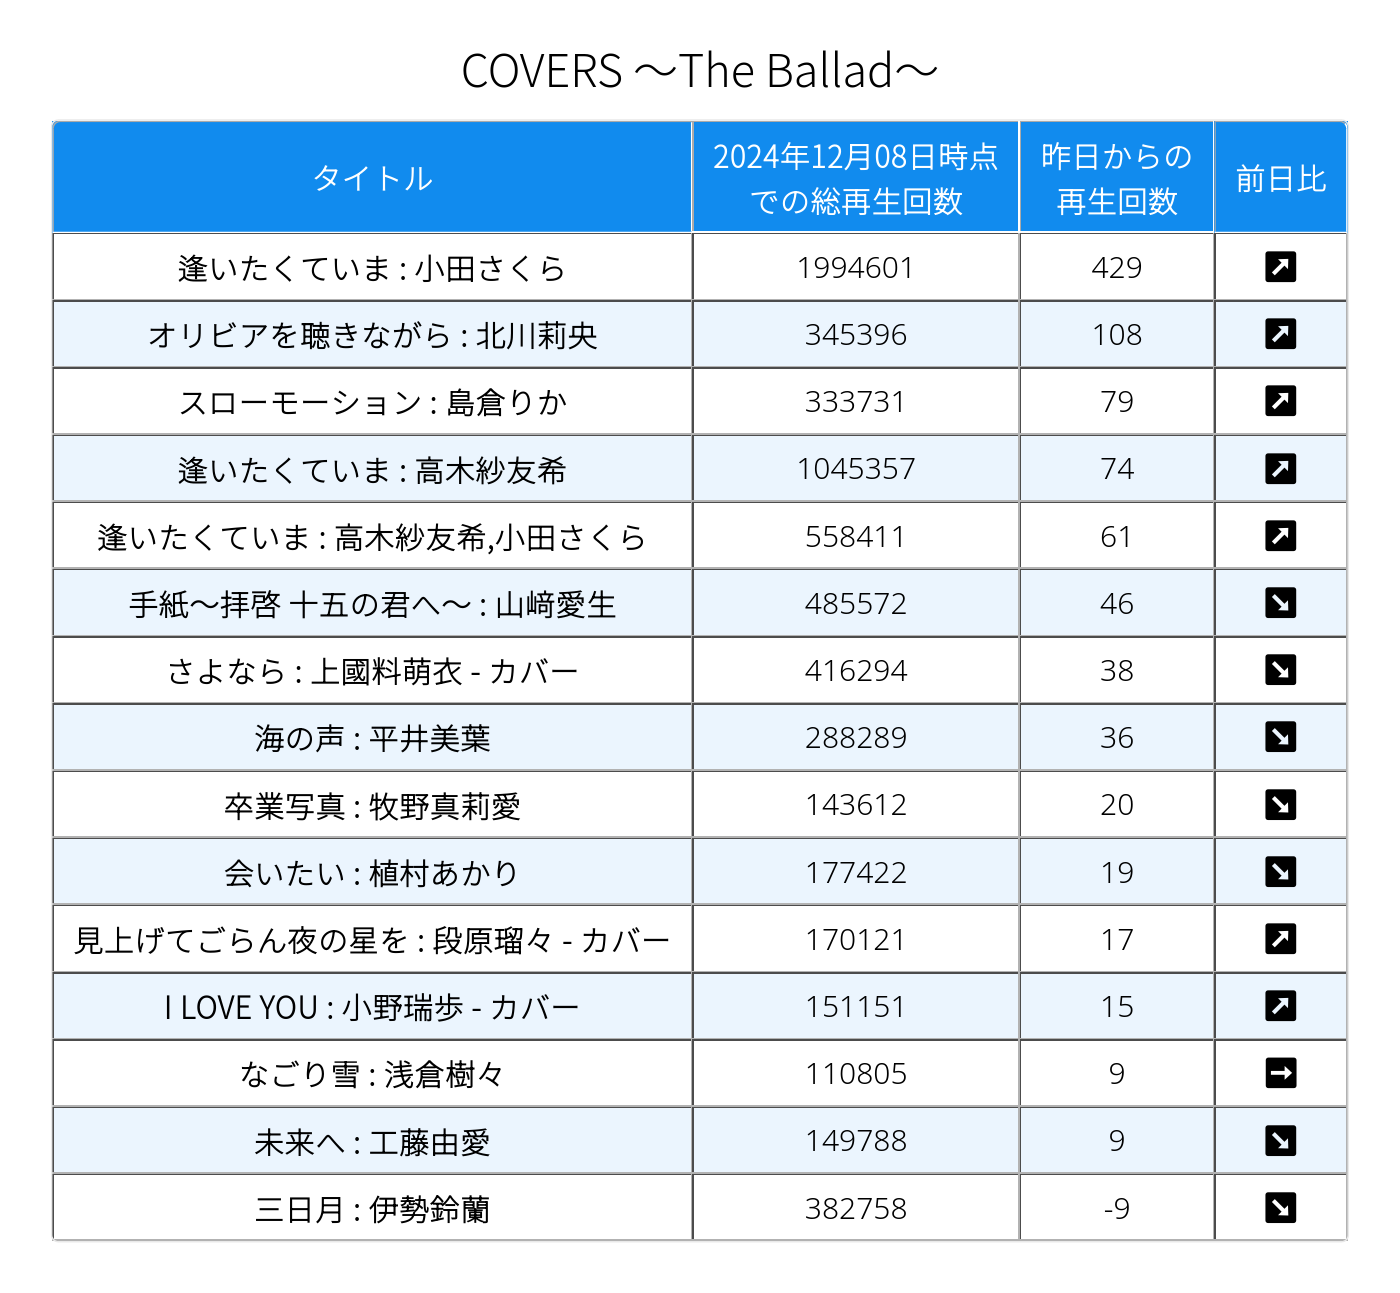 COVERS ～The Ballad～
タイトル
2024年12月08日時点
での総再生回数
昨日からの
再生回数
前日比
逢いたくていま : 小田さくら 1994601 429 ↗
オリビアを聴きながら : 北川莉央 345396 108 ↗
スローモーション : 島倉りか 333731 79 ↗
逢いたくていま : 高木紗友希 1045357 74 ↗
逢いたくていま : 高木紗友希,小田さくら 558411 61 ↗
手紙～拝啓 十五の君へ～ : 山﨑愛生 485572 46 ↘
さよなら : 上國料萌衣 - カバー 416294 38 ↘
海の声 : 平井美葉 288289 36 ↘
卒業写真 : 牧野真莉愛 143612 20 ↘
会いたい : 植村あかり 177422 19 ↘
見上げてごらん夜の星を : 段原瑠々 - カバー 170121 17 ↗
I LOVE YOU : 小野瑞歩 - カバー 151151 15 ↗
なごり雪 : 浅倉樹々 110805 9 →
未来へ : 工藤由愛 149788 9 ↘
三日月 : 伊勢鈴蘭 382758 -9 ↘